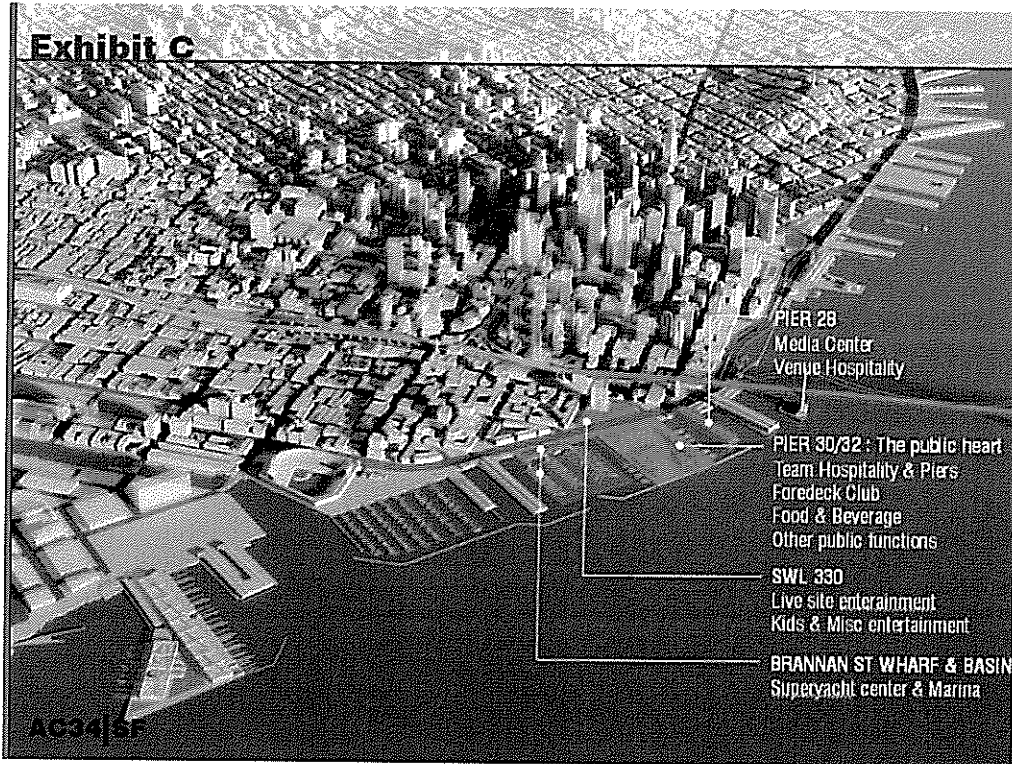 Exhibit C
PIER 28
Media Center
Venue Hospitality
PIER 30/32 : The public heart
Team Hospitality & Piers
Foredeck Club
Food & Beverage
Other public functions
SWL 330
Live site enterainment
Kids & Misc entertainment
BRANNAN ST WHARF & BASIN
Superyacht center & Marina
AC34|SF